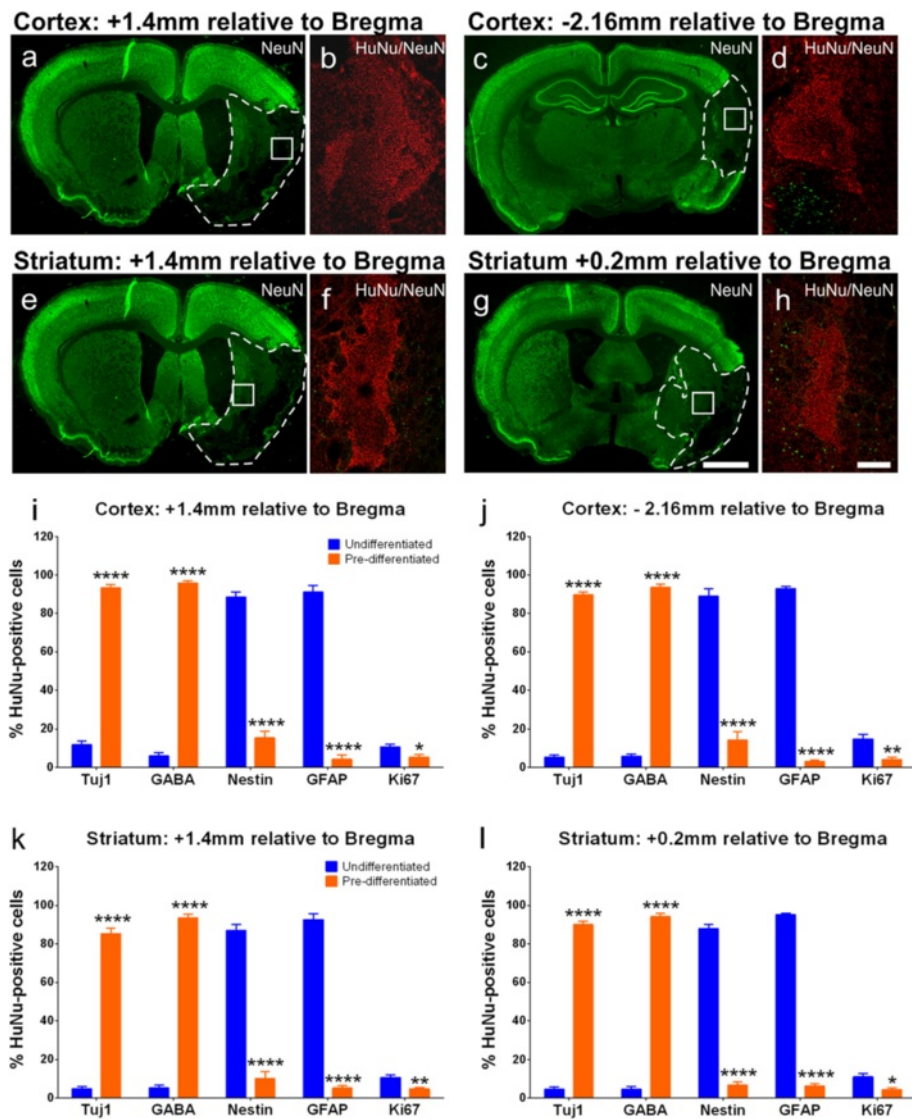 Cortex: +1.4mm relative to Bregma
Cortex: -2.16mm relative to Bregma
a NeuN
b HuNu/NeuN
c NeuN
d HuNu/NeuN
Striatum: +1.4mm relative to Bregma
Striatum +0.2mm relative to Bregma
e NeuN
f HuNu/NeuN
g NeuN
h HuNu/NeuN
i
Cortex: +1.4mm relative to Bregma
% HuNu-positive cells
120
100
80
60
40
20
0
Undifferentiated
Pre-differentiated
**** **** **** **** *
Tuj1 GABA Nestin GFAP Ki67
j
Cortex: - 2.16mm relative to Bregma
% HuNu-positive cells
120
100
80
60
40
20
0
**** **** **** **** **
Tuj1 GABA Nestin GFAP Ki67
k
Striatum: +1.4mm relative to Bregma
% HuNu-positive cells
120
100
80
60
40
20
0
Undifferentiated
Pre-differentiated
**** **** **** **** **
Tuj1 GABA Nestin GFAP Ki67
l
Striatum: +0.2mm relative to Bregma
% HuNu-positive cells
120
100
80
60
40
20
0
**** **** **** **** *
Tuj1 GABA Nestin GFAP Ki67